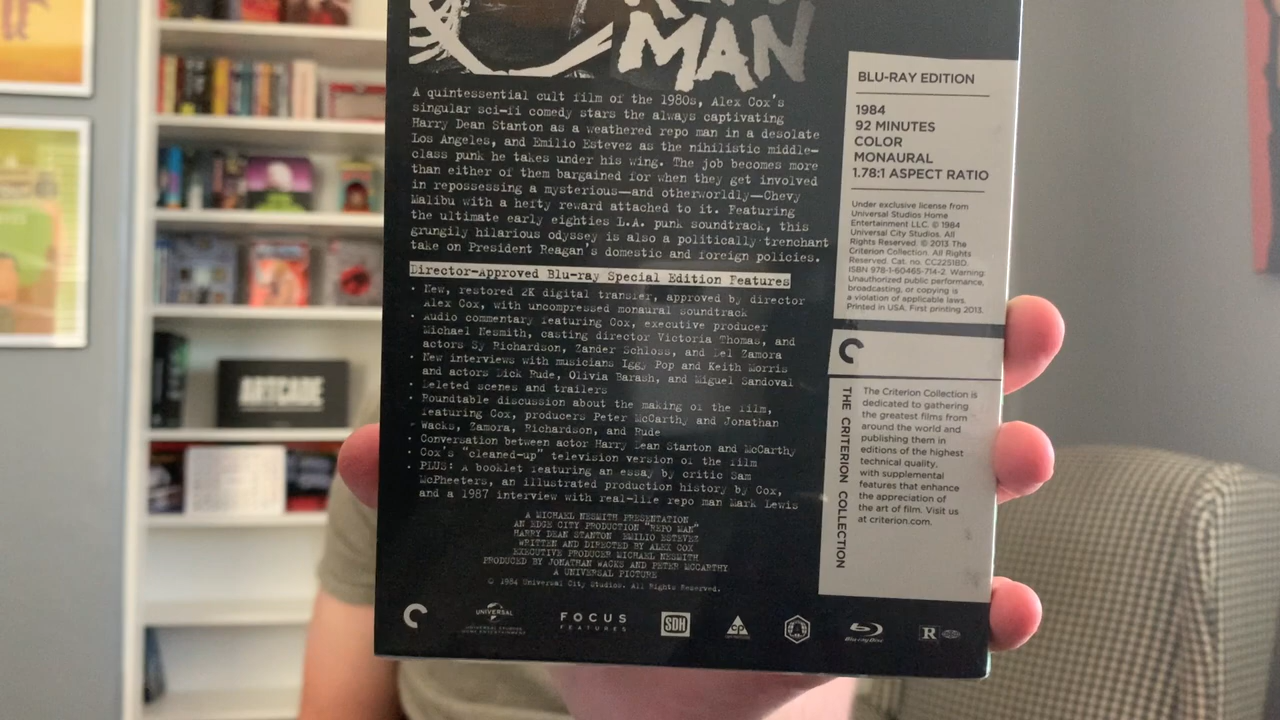 MAN
A quintessential cult film of the 1980s, Alex Cox's
singular sci-fi comedy stars the always captivating
Harry Dean Stanton as a weathered repo man in a desolate
Los Angeles, and Emilio Estevez as the nihilistic middle-
class punk he takes under his wing. The job becomes more
than either of them bargained for when they get involved
in repossessing a mysterious—and otherworldly—Chevy
Malibu with a hefty reward attached to it. Featuring
the ultimate early eighties L.A. punk soundtrack, this
grungily hilarious odyssey is also a politically trenchant
take on President Reagan's domestic and foreign policies.
Director-Approved Blu-ray Special Edition Features
• New, restored 2K digital transfer, approved by director
Alex Cox, with uncompressed monaural soundtrack
• Audio commentary featuring Cox, executive producer
Michael Nesmith, casting director Victoria Thomas, and
actors Sy Richardson, Zander Schloss, and Del Zamora
• New interviews with musicians Iggy Pop and Keith Morris
and actors Dick Rude, Olivia Barash, and Miguel Sandoval
• Deleted scenes and trailers
• Roundtable discussion about the making of the film,
featuring Cox, producers Peter McCarthy and Jonathan
Wacks, Zamora, Richardson, and Rude
• Conversation between actor Harry Dean Stanton and McCarthy
• Cox's "cleaned-up" television version of the film
• PLUS: A booklet featuring an essay by critic Sam
McPheeters, an illustrated production history by Cox,
and a 1987 interview with real-life repo man Mark Lewis
A MICHAEL NESMITH PRESENTATION
AN EDGE CITY PRODUCTION "REPO MAN"
HARRY DEAN STANTON EMILIO ESTEVEZ
WRITTEN AND DIRECTED BY ALEX COX
EXECUTIVE PRODUCER MICHAEL NESMITH
PRODUCED BY JONATHAN WACKS AND PETER MCCARTHY
A UNIVERSAL PICTURE
© 1984 Universal City Studios. All Rights Reserved.
UNIVERSAL
FOCUS
FEATURES
SDH
Blu-ray Disc
R
BLU-RAY EDITION
1984
92 MINUTES
COLOR
MONAURAL
1.78:1 ASPECT RATIO
Under exclusive license from
Universal Studios Home
Entertainment LLC. © 1984
Universal City Studios. All
Rights Reserved. © 2013 The
Criterion Collection. All Rights
Reserved. Cat. no. CC2251BD.
ISBN 978-1-60465-714-2. Warning:
Unauthorized public performance,
broadcasting, or copying is
a violation of applicable laws.
Printed in USA. First printing 2013.
THE CRITERION COLLECTION
The Criterion Collection is
dedicated to gathering
the greatest films from
around the world and
publishing them in
editions of the highest
technical quality,
with supplemental
features that enhance
the appreciation of
the art of film. Visit us
at criterion.com.
ARTCADE